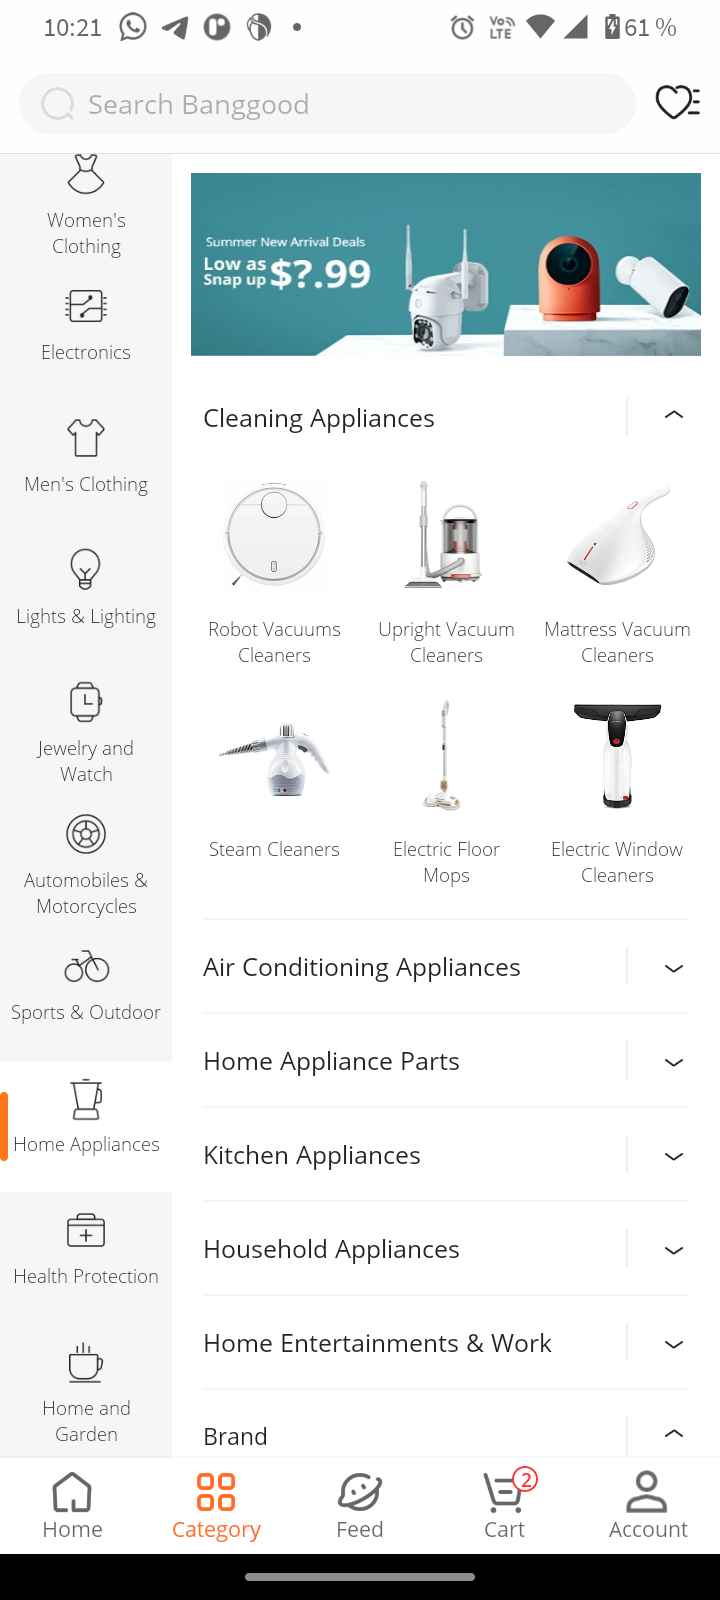 10:21
VoLTE
61 %
Search Banggood
Women's
Clothing
Electronics
Men's Clothing
Lights & Lighting
Jewelry and
Watch
Automobiles &
Motorcycles
Sports & Outdoor
Home Appliances
Health Protection
Home and
Garden
Summer New Arrival Deals
Low as
Snap up $?.99
Cleaning Appliances
Robot Vacuums
Cleaners
Upright Vacuum
Cleaners
Mattress Vacuum
Cleaners
Steam Cleaners
Electric Floor
Mops
Electric Window
Cleaners
Air Conditioning Appliances
Home Appliance Parts
Kitchen Appliances
Household Appliances
Home Entertainments & Work
Brand
Home
Category
Feed
2
Cart
Account